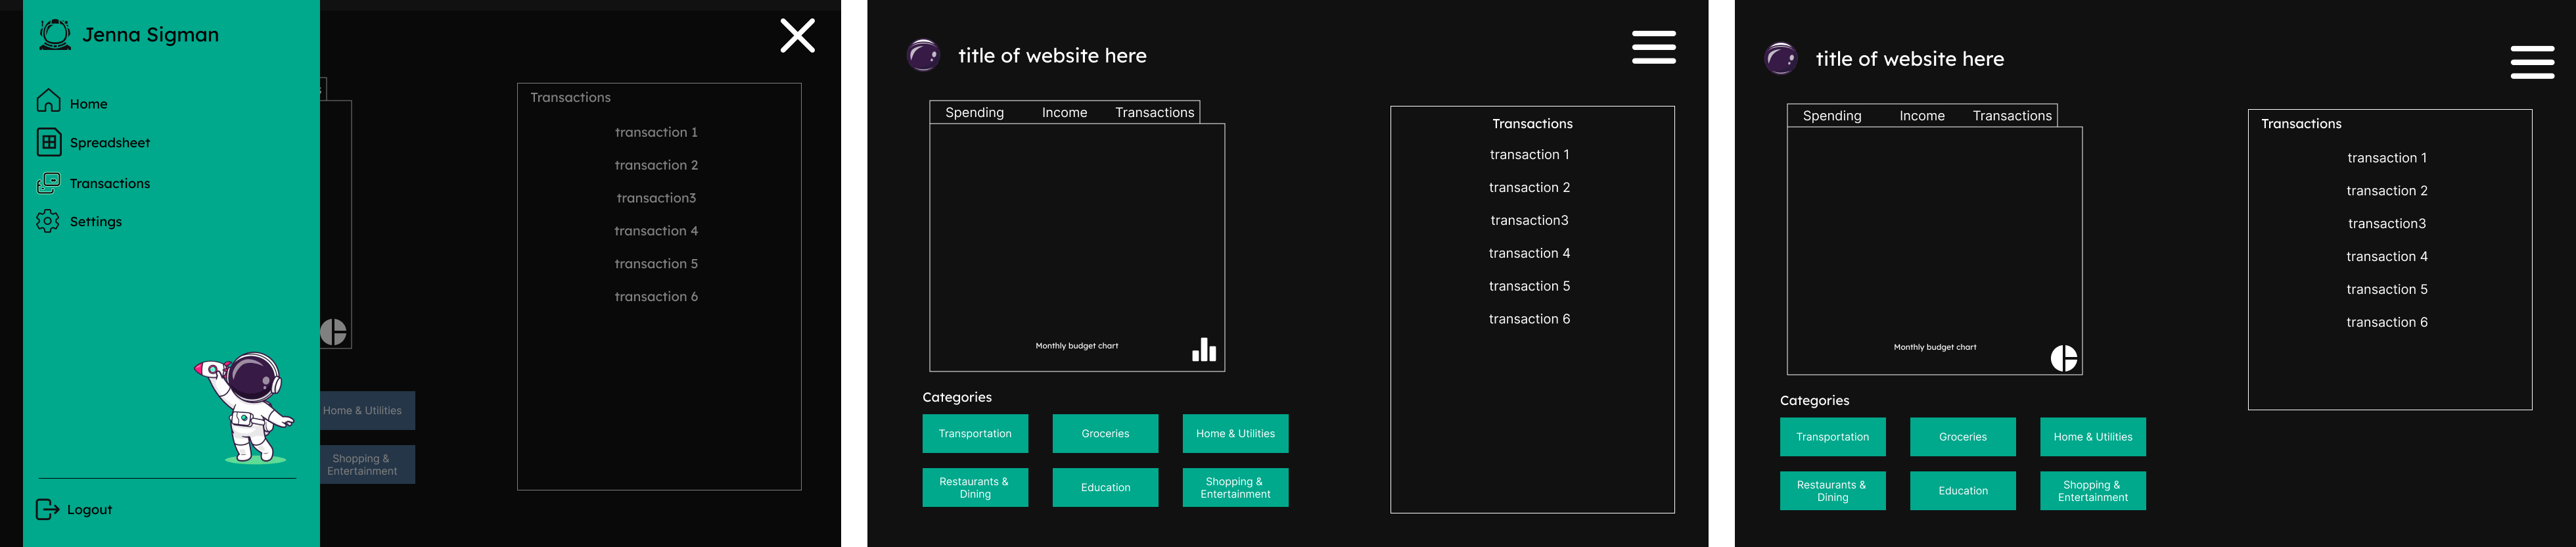 Jenna Sigman
Home
Spreadsheet
Transactions
Settings
Logout
Transactions
transaction 1
transaction 2
transaction3
transaction 4
transaction 5
transaction 6
Home & Utilities
Shopping &
Entertainment
title of website here
Spending Income Transactions
Monthly budget chart
Categories
Transportation Groceries Home & Utilities
Restaurants &
Dining
Education
Shopping &
Entertainment
Transactions
transaction 1
transaction 2
transaction3
transaction 4
transaction 5
transaction 6
title of website here
Spending Income Transactions
Monthly budget chart
Categories
Transportation Groceries Home & Utilities
Restaurants &
Dining
Education
Shopping &
Entertainment
Transactions
transaction 1
transaction 2
transaction3
transaction 4
transaction 5
transaction 6